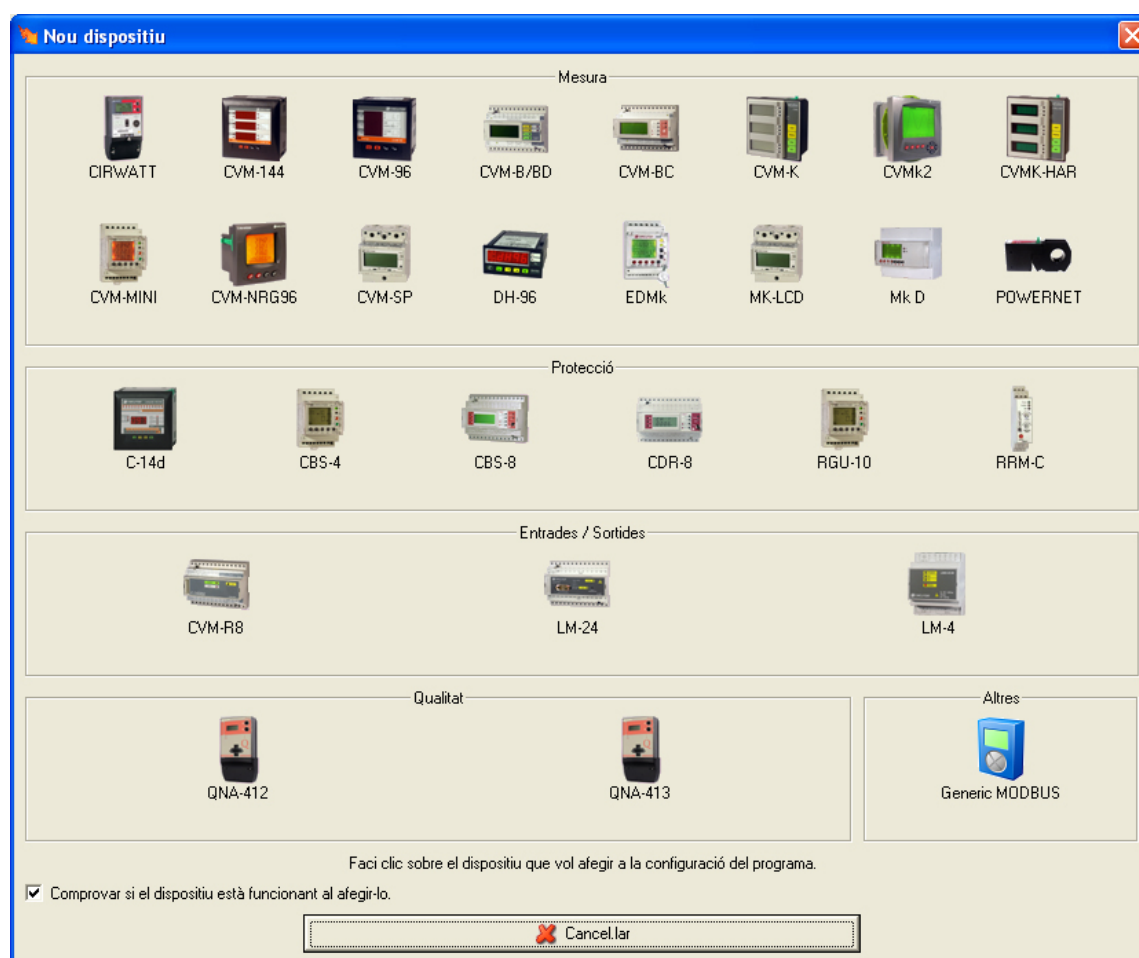 Nou dispositiu
Mesura
CIRWATT CVM-144 CVM-96 CVM-B/BD CVM-BC CVM-K CVMk2 CVMK-HAR
CVM-MINI CVM-NRG96 CVM-SP DH-96 EDMk MK-LCD Mk D POWERNET
Protecció
C-14d CBS-4 CBS-8 CDR-8 RGU-10 RRM-C
Entrades / Sortides
CVM-R8 LM-24 LM-4
Qualitat Altres
QNA-412 QNA-413 Generic MODBUS
Faci clic sobre el dispositiu que vol afegir a la configuració del programa.
Comprovar si el dispositiu està funcionant al afegir-lo.
Cancel.lar